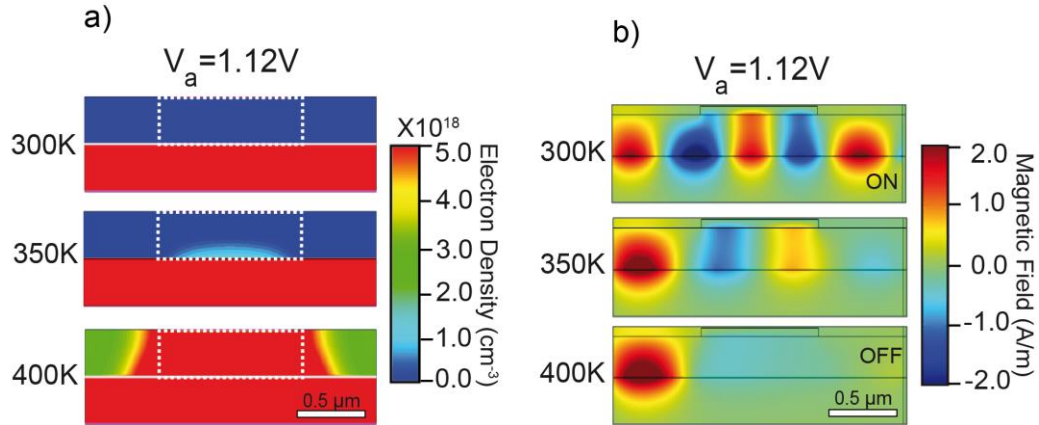 a)
V_a=1.12V
300K
350K
400K
X10^18
5.0
4.0
3.0
2.0
1.0
0.0
Electron Density (cm^-3)
0.5 μm
b)
V_a=1.12V
300K
ON
350K
400K
OFF
2.0
1.0
0.0
-1.0
-2.0
Magnetic Field (A/m)
0.5 μm